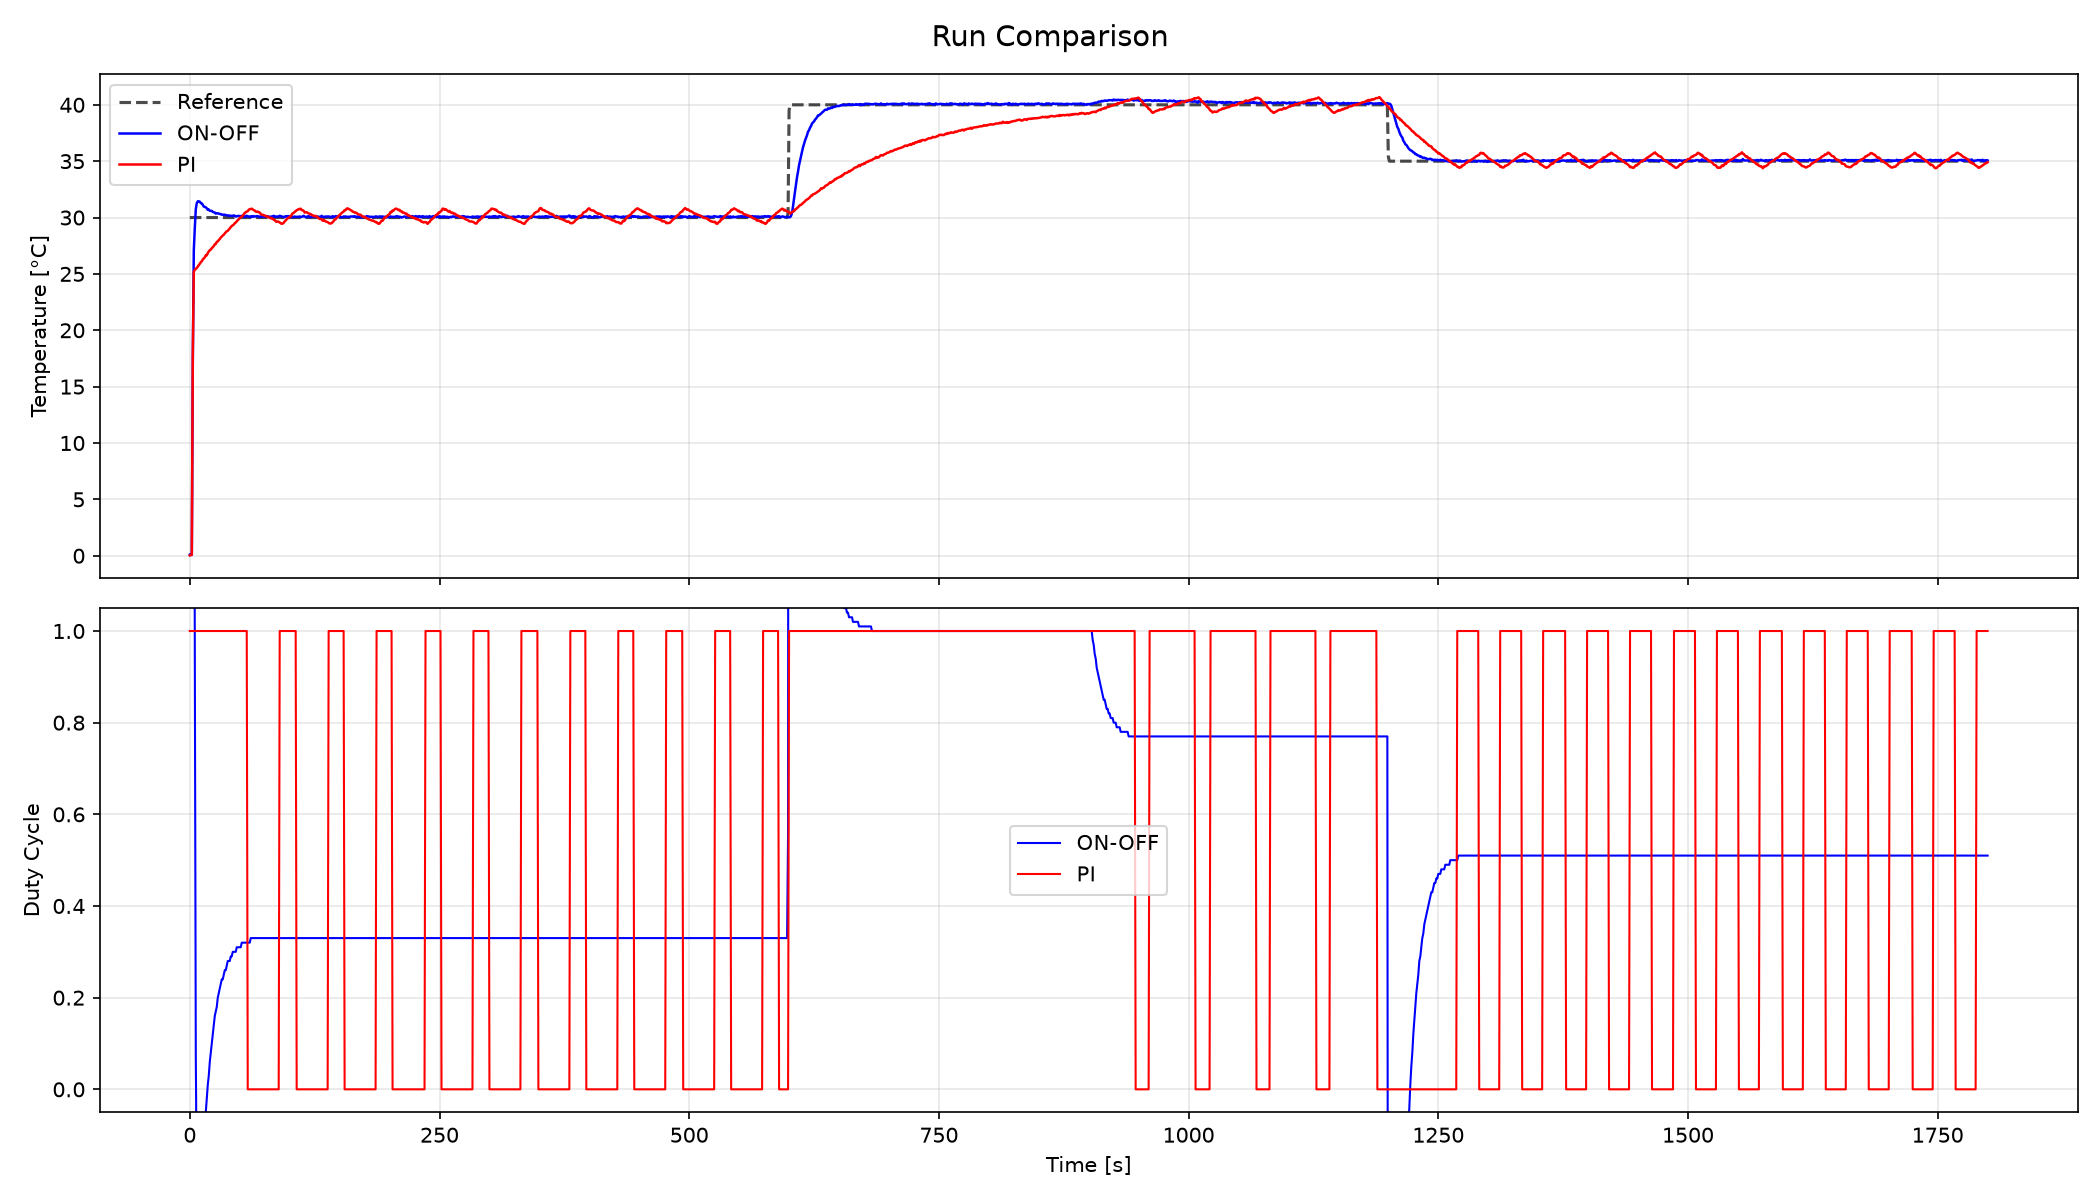 Run Comparison
Reference
ON-OFF
PI
40
35
30
25
20
15
10
5
0
Temperature [°C]
1.0
0.8
0.6
0.4
0.2
0.0
Duty Cycle
ON-OFF
PI
0 250 500 750 1000 1250 1500 1750
Time [s]